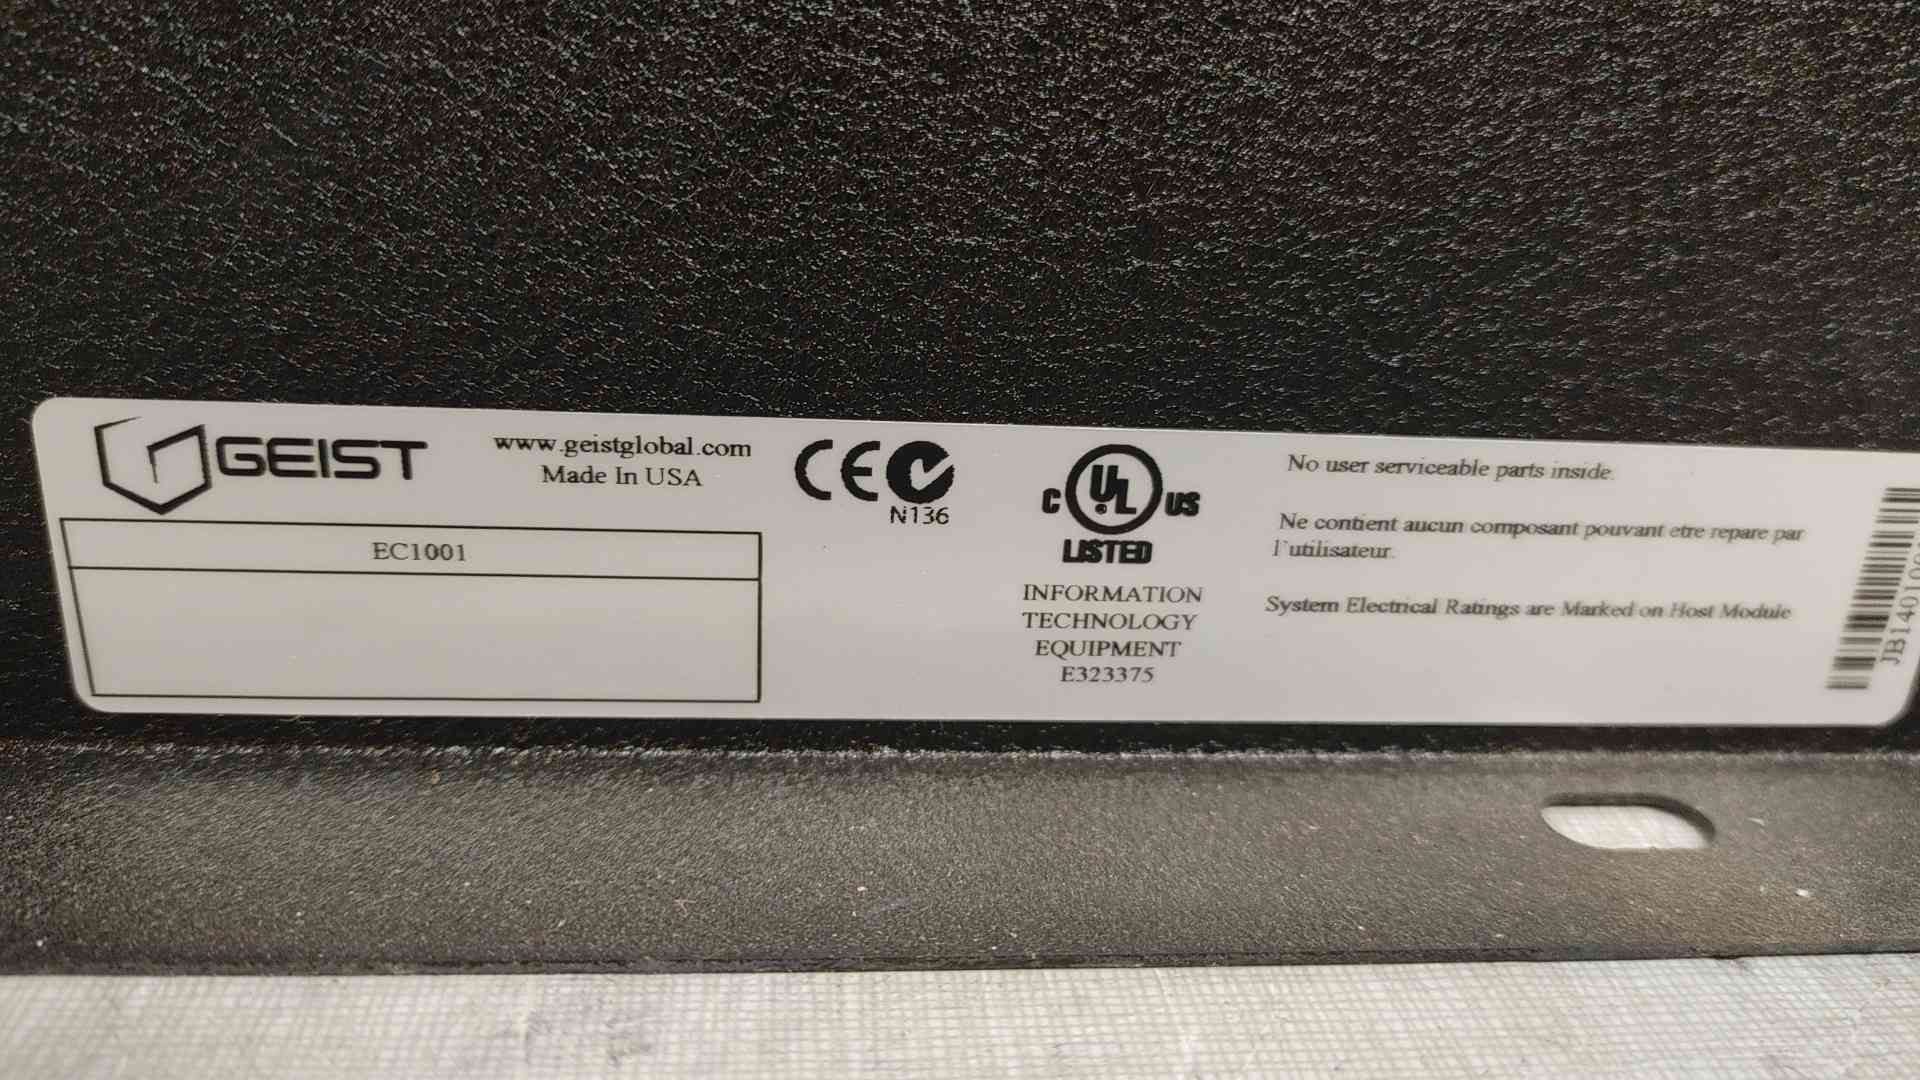 GEIST
www.geistglobal.com
Made In USA
EC1001
CE
N136
C UL US
LISTED
INFORMATION
TECHNOLOGY
EQUIPMENT
E323375
No user serviceable parts inside.
Ne contient aucun composant pouvant etre repare par
l'utilisateur.
System Electrical Ratings are Marked on Host Module